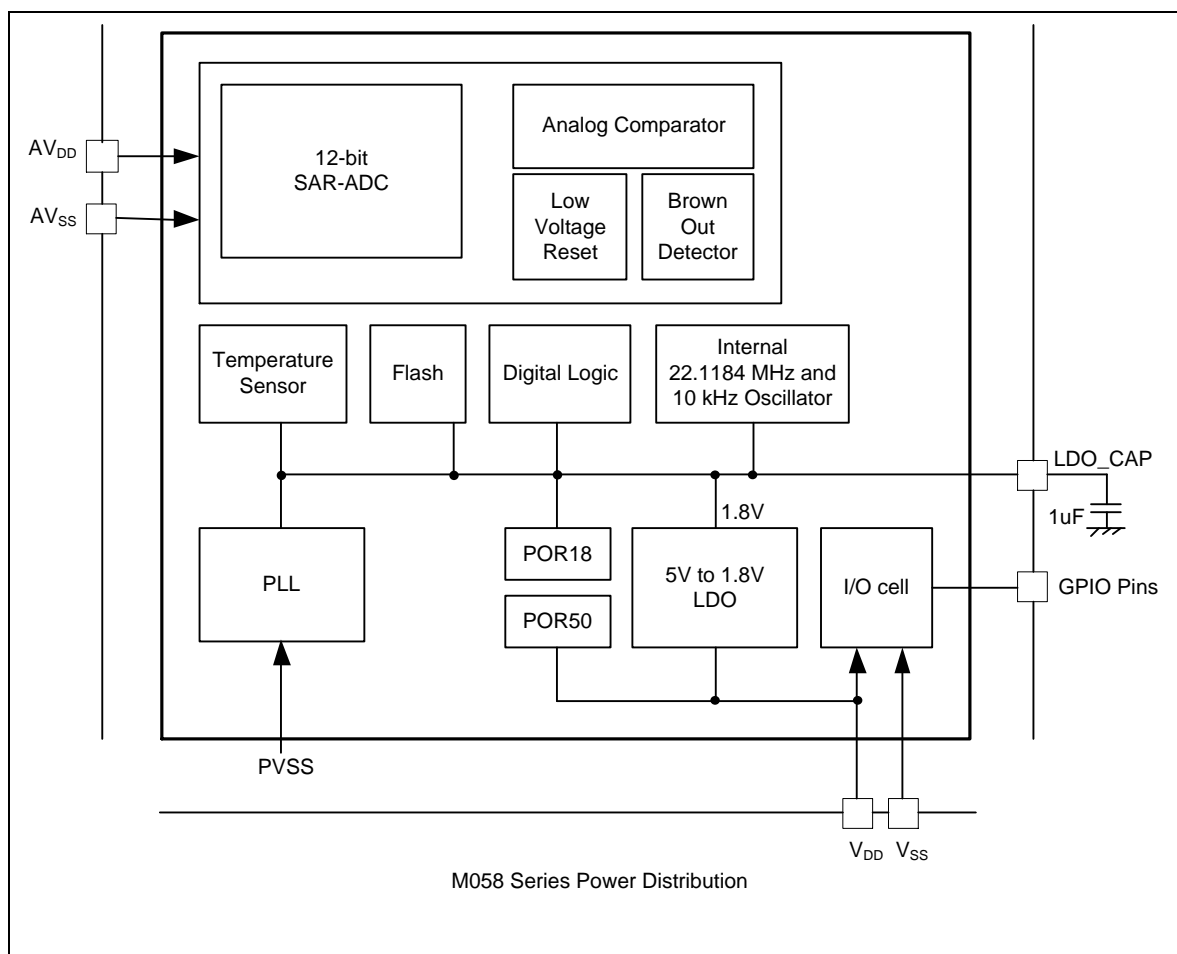 AVDD
AVSS
12-bit
SAR-ADC
Analog Comparator
Low
Voltage
Reset
Brown
Out
Detector
Temperature
Sensor
Flash
Digital Logic
Internal
22.1184 MHz and
10 kHz Oscillator
LDO_CAP
1uF
1.8V
PLL
POR18
POR50
5V to 1.8V
LDO
I/O cell
GPIO Pins
PVSS
VDD
VSS
M058 Series Power Distribution